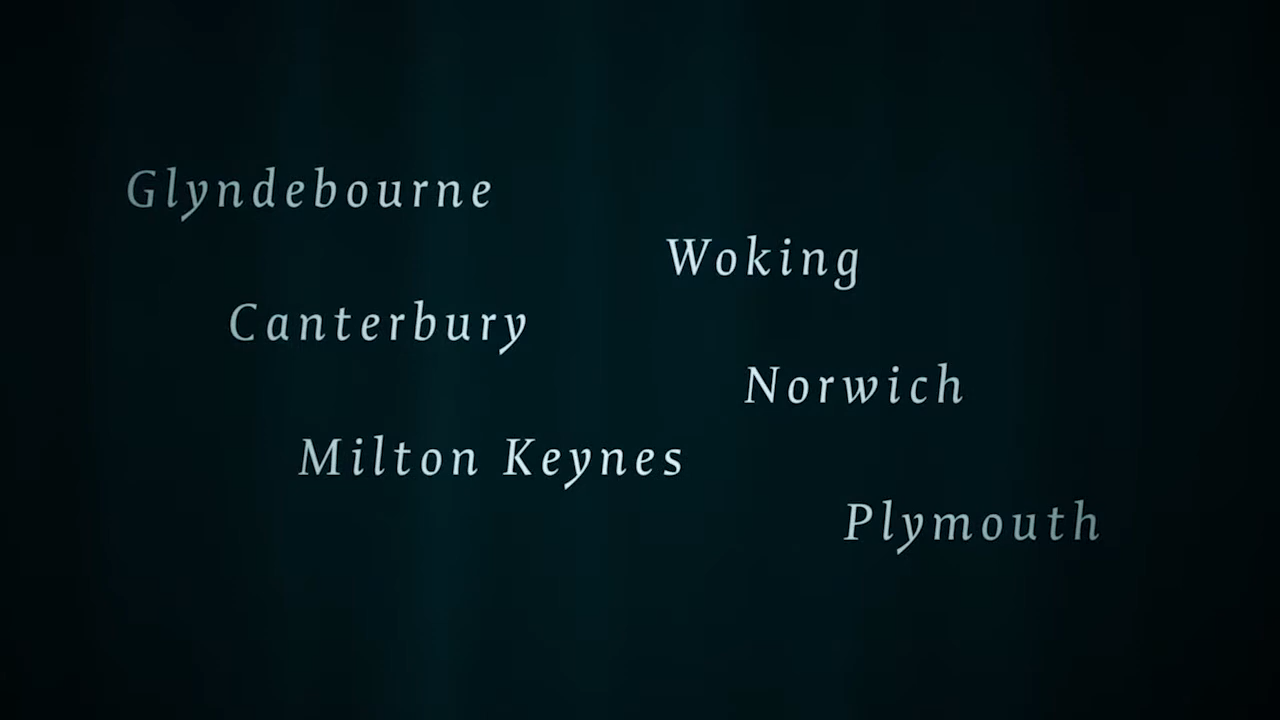 Glyndebourne
Woking
Canterbury
Norwich
Milton Keynes
Plymouth